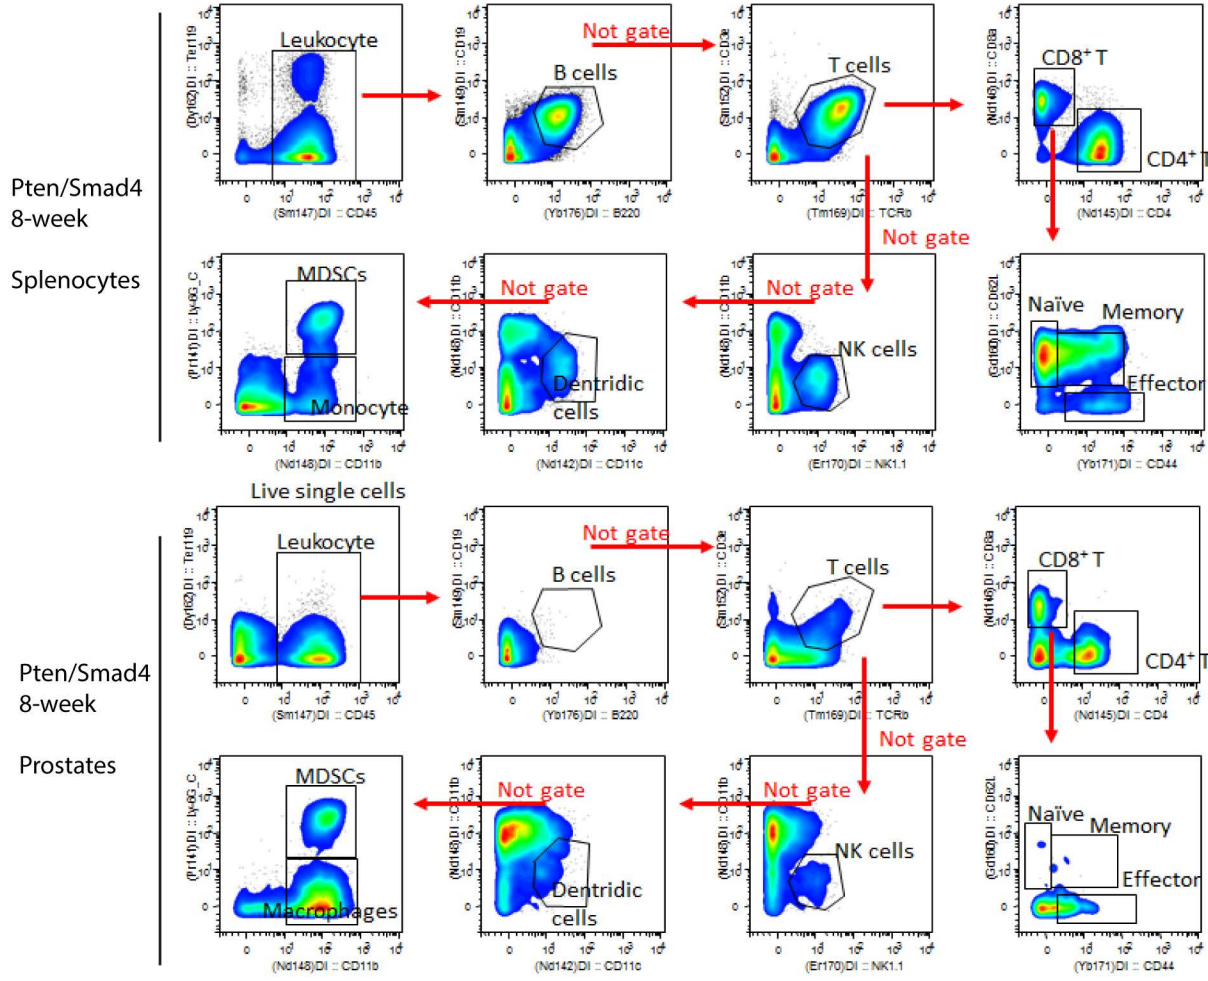 Pten/Smad4
8-week
Splenocytes
Leukocyte
(Dy162)DI :: Ter119
(Sm147)DI :: CD45
B cells
(Sm149)DI :: CD19
(Yb176)DI :: B220
Not gate
T cells
(Sm152)DI :: CD3e
(Tm169)DI :: TCRb
CD8+ T
CD4+ T
(Nd146)DI :: CD8a
(Nd145)DI :: CD4
Not gate
MDSCs
Monocyte
(Pr141)DI :: Ly-6G_C
(Nd148)DI :: CD11b
Not gate
Dentridic
cells
(Nd148)DI :: CD11b
(Nd142)DI :: CD11c
Not gate
NK cells
(Nd148)DI :: CD11b
(Er170)DI :: NK1.1
Naïve
Memory
Effector
(Gd160)DI :: CD62L
(Yb171)DI :: CD44
Live single cells
Pten/Smad4
8-week
Prostates
Leukocyte
(Dy162)DI :: Ter119
(Sm147)DI :: CD45
B cells
(Sm149)DI :: CD19
(Yb176)DI :: B220
Not gate
T cells
(Sm152)DI :: CD3e
(Tm169)DI :: TCRb
CD8+ T
CD4+ T
(Nd146)DI :: CD8a
(Nd145)DI :: CD4
Not gate
MDSCs
Macrophages
(Pr141)DI :: Ly-6G_C
(Nd148)DI :: CD11b
Not gate
Dentridic
cells
(Nd148)DI :: CD11b
(Nd142)DI :: CD11c
Not gate
NK cells
(Nd148)DI :: CD11b
(Er170)DI :: NK1.1
Naïve
Memory
Effector
(Gd160)DI :: CD62L
(Yb171)DI :: CD44